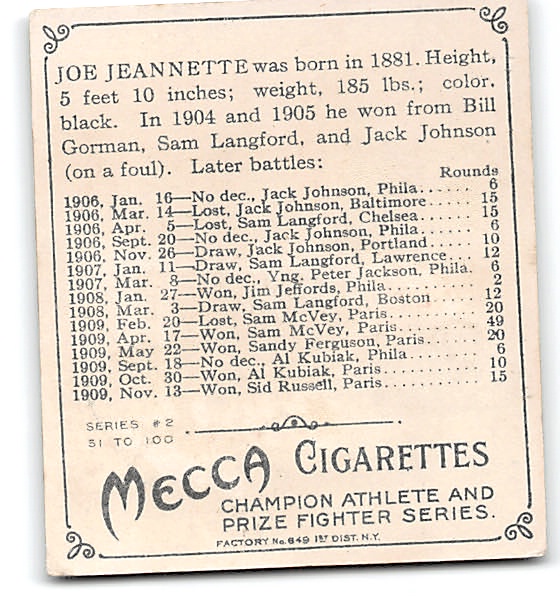 JOE JEANNETTE was born in 1881. Height,
5 feet 10 inches; weight, 185 lbs.; color.
black. In 1904 and 1905 he won from Bill
Gorman, Sam Langford, and Jack Johnson
(on a foul). Later battles:
Rounds
1906, Jan. 16—No dec., Jack Johnson, Phila...... 6
1906, Mar. 14—Lost, Jack Johnson, Baltimore..... 15
1906, Apr. 5—Lost, Sam Langford, Chelsea...... 15
1906, Sept. 20—No dec., Jack Johnson, Phila..... 6
1906, Nov. 26—Draw, Jack Johnson, Portland.... 10
1907, Jan. 11—Draw, Sam Langford, Lawrence... 12
1907, Mar. 8—No dec., Yng. Peter Jackson, Phila. 6
1908, Jan. 27—Won, Jim Jeffords, Phila.......... 2
1908, Mar. 3—Draw, Sam Langford, Boston..... 12
1909, Feb. 20—Lost, Sam McVey, Paris.......... 20
1909, Apr. 17—Won, Sam McVey, Paris........... 49
1909, May 22—Won, Sandy Ferguson, Paris....... 20
1909, Sept. 18—No dec., Al Kubiak, Phila........ 6
1909, Oct. 30—Won, Al Kubiak, Paris............ 10
1909, Nov. 13—Won, Sid Russell, Paris........... 15
SERIES #2
51 TO 100
MECCA CIGARETTES
CHAMPION ATHLETE AND
PRIZE FIGHTER SERIES.
FACTORY No. 649 1ST DIST. N.Y.